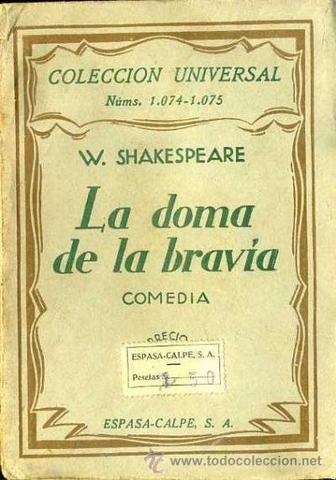 COLECCION UNIVERSAL
Núms. 1.074-1.075
W. SHAKESPEARE
La doma
de la bravía
COMEDIA
PRECIO
ESPASA-CALPE, S. A.
Pesetas
ESPASA-CALPE, S. A.
www.todocoleccion.net